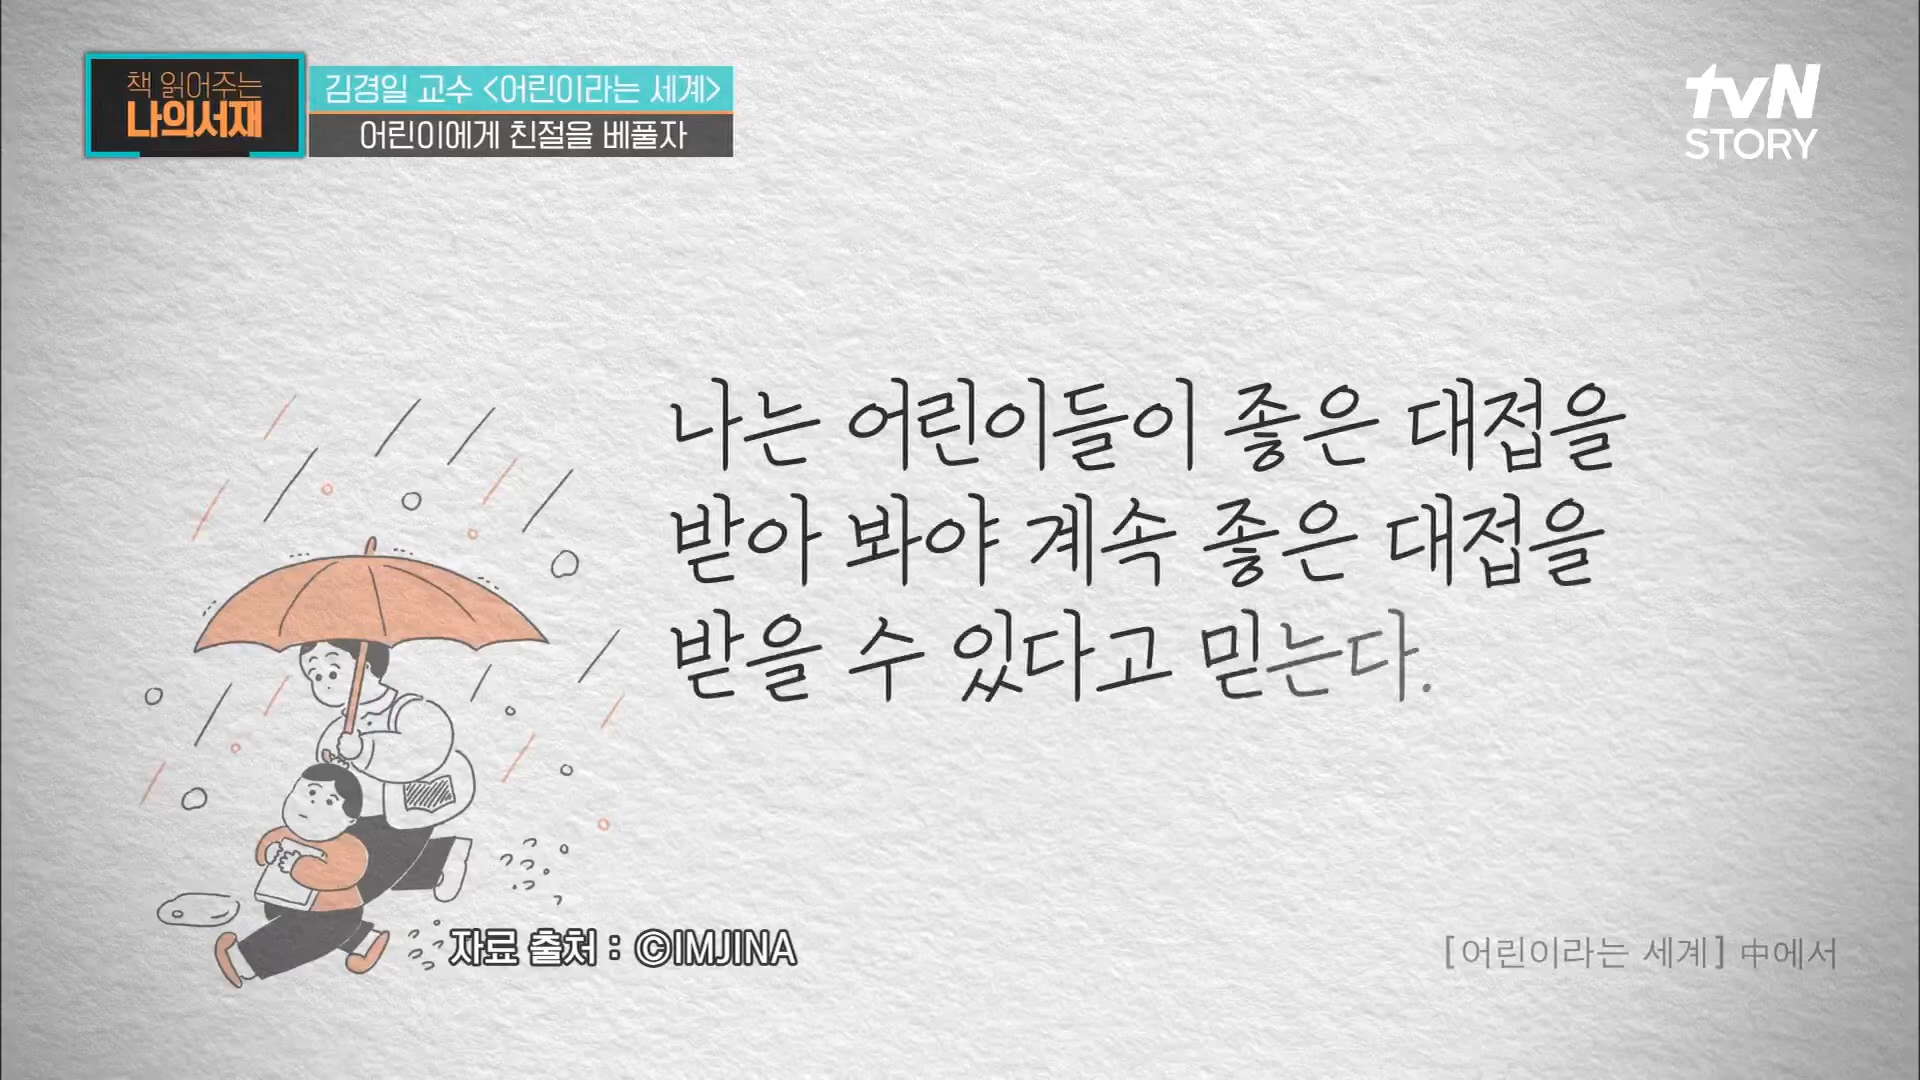 책 읽어주는
나의서재
김경일 교수 <어린이라는 세계>
어린이에게 친절을 베풀자
tvN
STORY
나는 어린이들이 좋은 대접을
받아 봐야 계속 좋은 대접을
받을 수 있다고 믿는다.
자료 출처 : ©IMJINA
[어린이라는 세계] 中에서